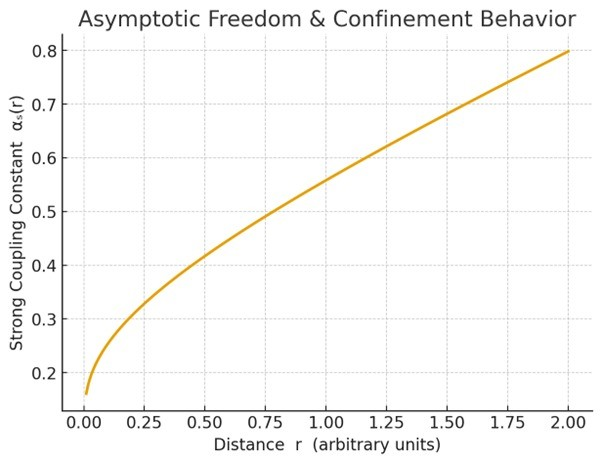 Asymptotic Freedom & Confinement Behavior
Strong Coupling Constant αₛ(r)
0.8
0.7
0.6
0.5
0.4
0.3
0.2
0.00 0.25 0.50 0.75 1.00 1.25 1.50 1.75 2.00
Distance r (arbitrary units)